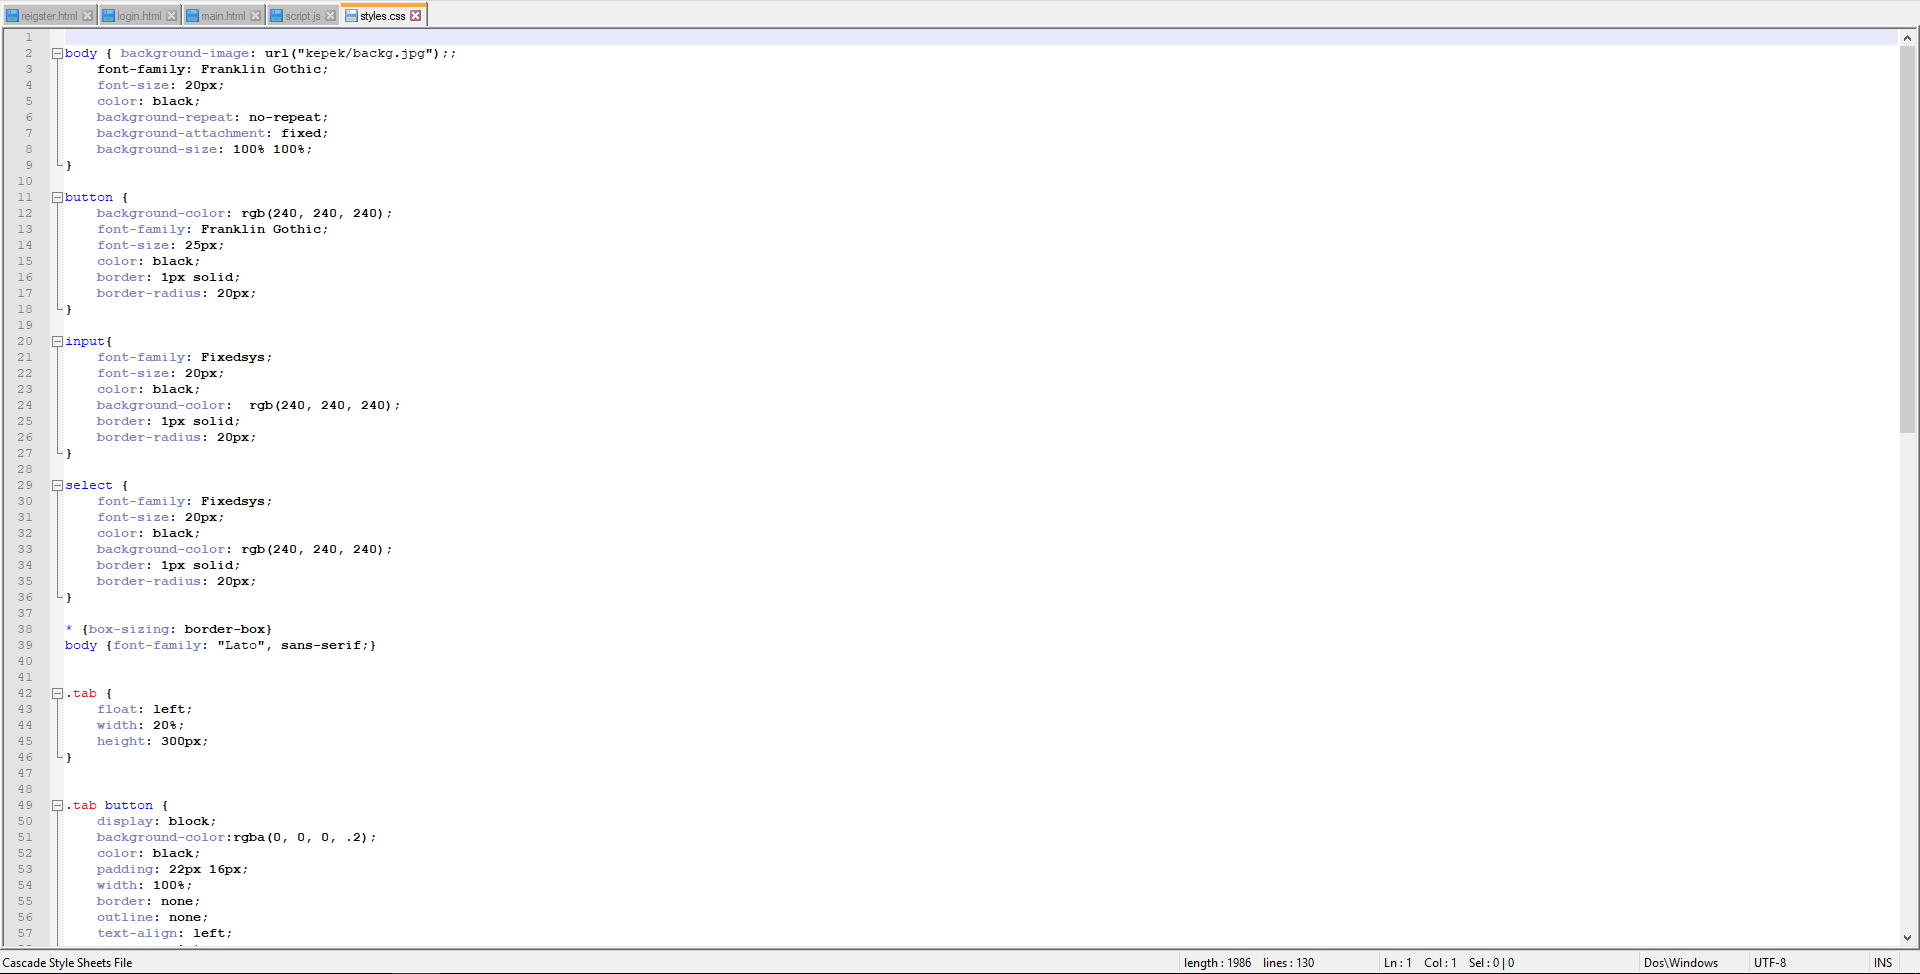 reigster.html login.html main.html script.js styles.css
1
2 body { background-image: url("kepek/backg.jpg");;
3 font-family: Franklin Gothic;
4 font-size: 20px;
5 color: black;
6 background-repeat: no-repeat;
7 background-attachment: fixed;
8 background-size: 100% 100%;
9 }
10
11 button {
12 background-color: rgb(240, 240, 240);
13 font-family: Franklin Gothic;
14 font-size: 25px;
15 color: black;
16 border: 1px solid;
17 border-radius: 20px;
18 }
19
20 input{
21 font-family: Fixedsys;
22 font-size: 20px;
23 color: black;
24 background-color:  rgb(240, 240, 240);
25 border: 1px solid;
26 border-radius: 20px;
27 }
28
29 select {
30 font-family: Fixedsys;
31 font-size: 20px;
32 color: black;
33 background-color: rgb(240, 240, 240);
34 border: 1px solid;
35 border-radius: 20px;
36 }
37
38 * {box-sizing: border-box}
39 body {font-family: "Lato", sans-serif;}
40
41
42 .tab {
43 float: left;
44 width: 20%;
45 height: 300px;
46 }
47
48
49 .tab button {
50 display: block;
51 background-color:rgba(0, 0, 0, .2);
52 color: black;
53 padding: 22px 16px;
54 width: 100%;
55 border: none;
56 outline: none;
57 text-align: left;
Cascade Style Sheets File length : 1986 lines : 130 Ln : 1 Col : 1 Sel : 0 | 0 Dos\Windows UTF-8 INS